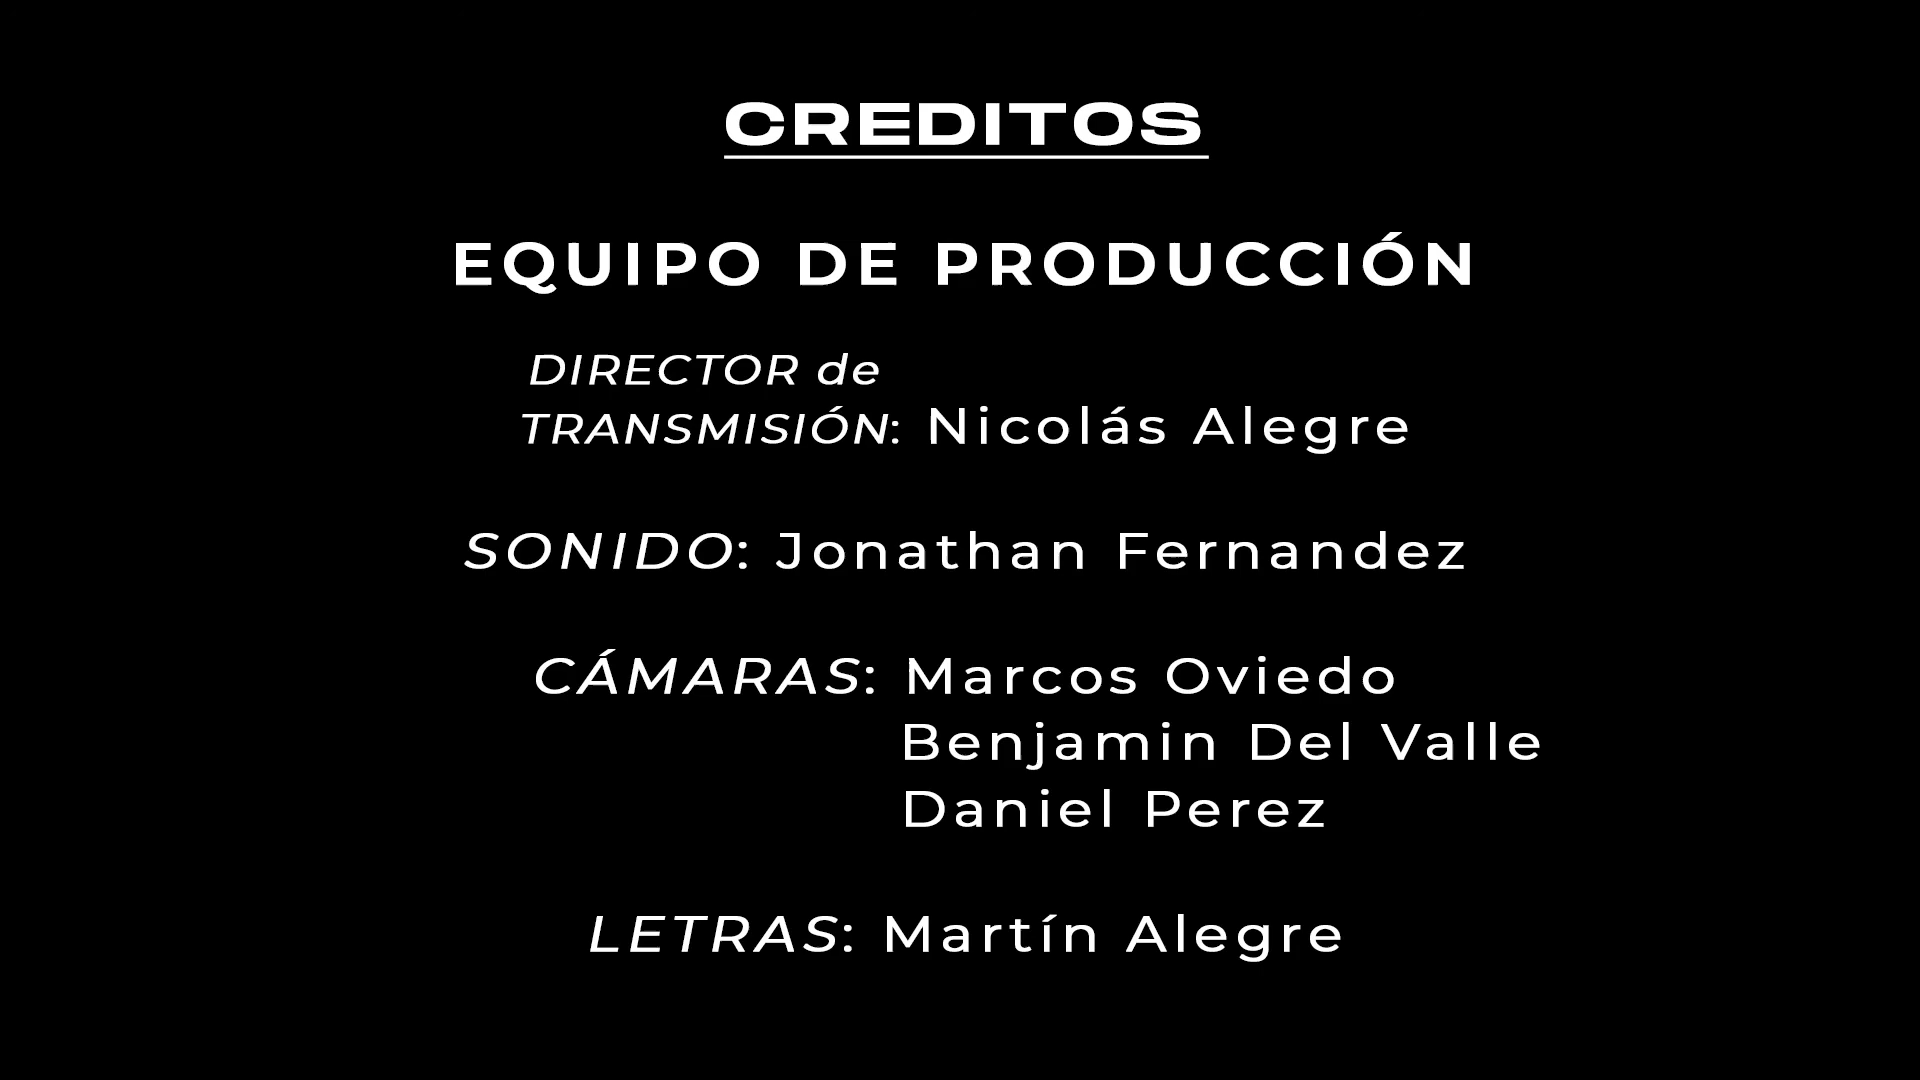 CREDITOS
EQUIPO DE PRODUCCIÓN
DIRECTOR de
TRANSMISIÓN: Nicolás Alegre
SONIDO: Jonathan Fernandez
CÁMARAS: Marcos Oviedo
Benjamin Del Valle
Daniel Perez
LETRAS: Martín Alegre